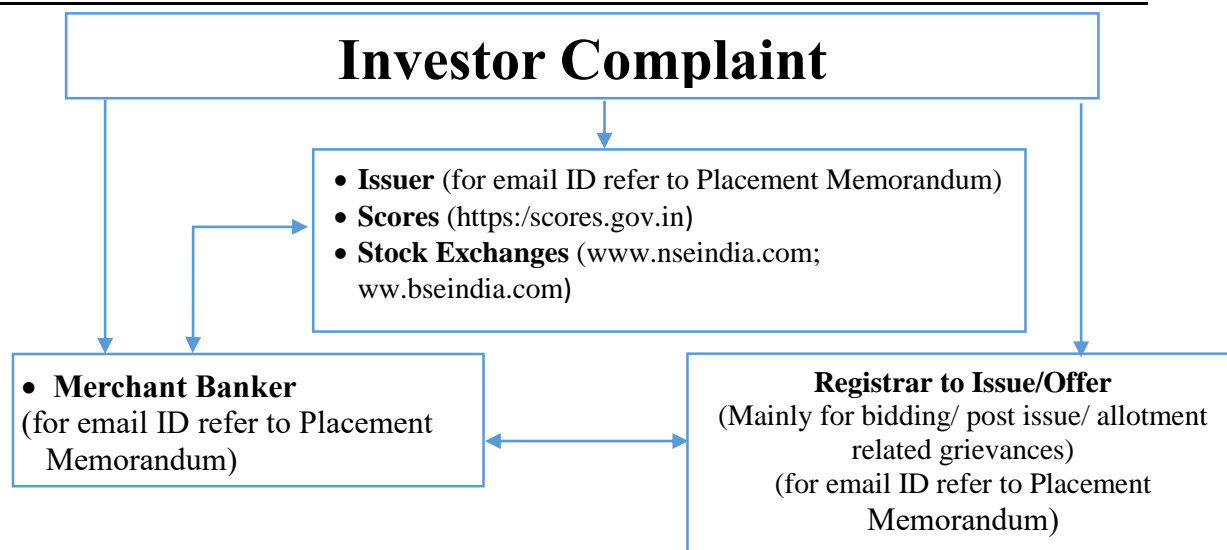 Investor Complaint
• Issuer (for email ID refer to Placement Memorandum)
• Scores (https:/scores.gov.in)
• Stock Exchanges (www.nseindia.com;
ww.bseindia.com)
• Merchant Banker
(for email ID refer to Placement
Memorandum)
Registrar to Issue/Offer
(Mainly for bidding/ post issue/ allotment
related grievances)
(for email ID refer to Placement
Memorandum)